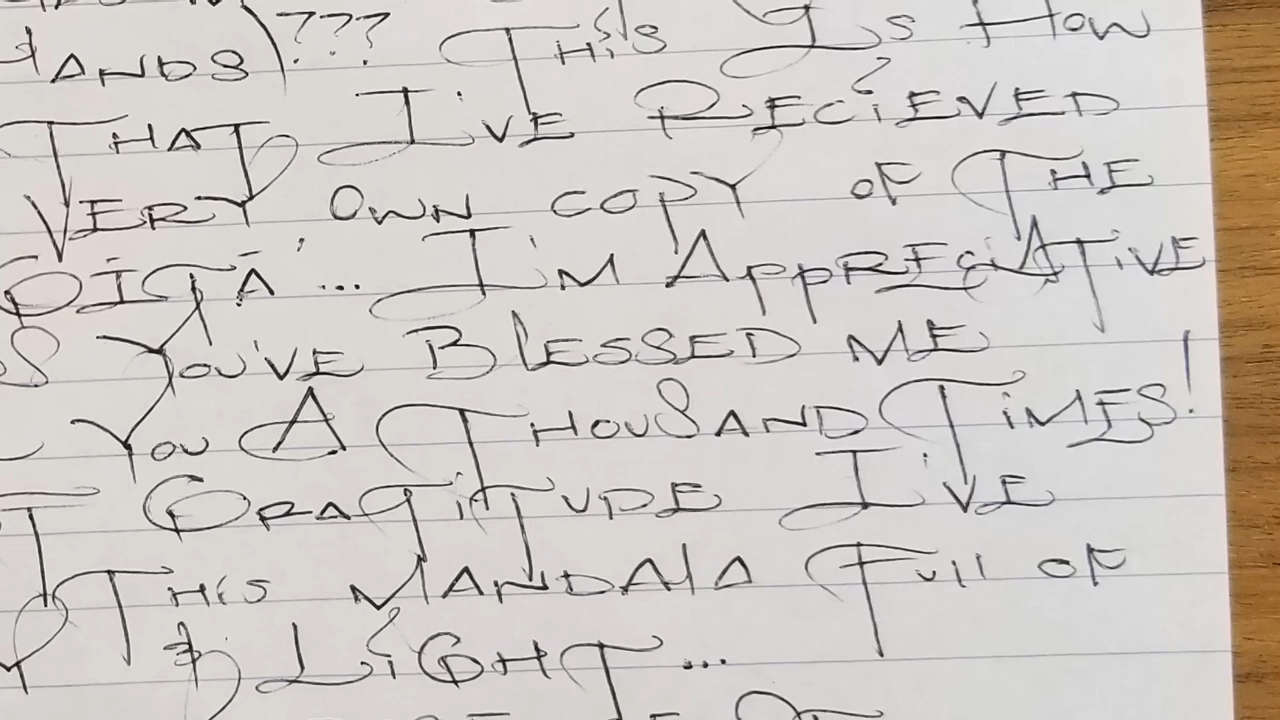 HANDS)??? THIS IS HOW
THAT I'VE RECIEVED
VERY OWN COPY OF THE
GITA'... I'M APPRECIATIVE
YOU'VE BLESSED ME
YOU A THOUSAND TIMES!
GRATITUDE I'VE
THIS MANDALA FULL OF
& LIGHT...